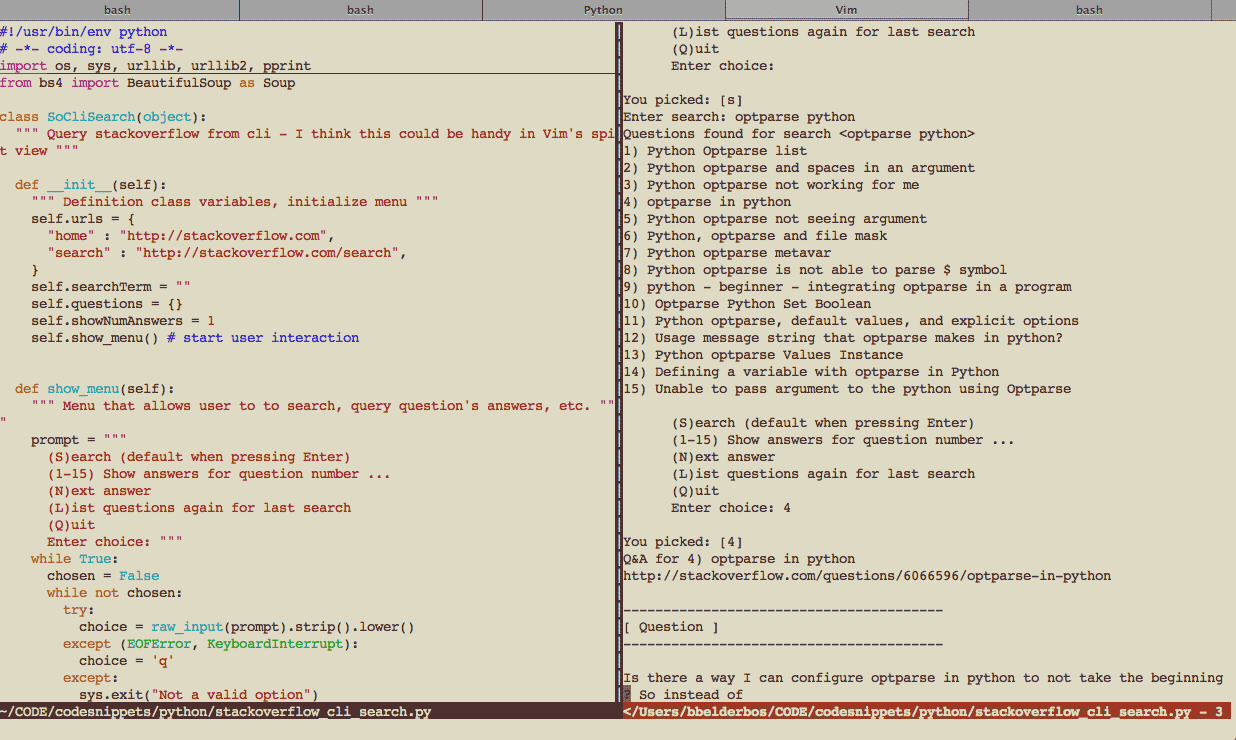 bash bash Python Vim bash
#!/usr/bin/env python
# -*- coding: utf-8 -*-
import os, sys, urllib, urllib2, pprint
from bs4 import BeautifulSoup as Soup
class SoCliSearch(object):
""" Query stackoverflow from cli - I think this could be handy in Vim's spi
t view """
def __init__(self):
""" Definition class variables, initialize menu """
self.urls = {
"home" : "http://stackoverflow.com",
"search" : "http://stackoverflow.com/search",
}
self.searchTerm = ""
self.questions = {}
self.showNumAnswers = 1
self.show_menu() # start user interaction
def show_menu(self):
""" Menu that allows user to to search, query question's answers, etc. ""
"
prompt = """
(S)earch (default when pressing Enter)
(1-15) Show answers for question number ...
(N)ext answer
(L)ist questions again for last search
(Q)uit
Enter choice: """
while True:
chosen = False
while not chosen:
try:
choice = raw_input(prompt).strip().lower()
except (EOFError, KeyboardInterrupt):
choice = 'q'
except:
sys.exit("Not a valid option")
~/CODE/codesnippets/python/stackoverflow_cli_search.py
(L)ist questions again for last search
(Q)uit
Enter choice:
You picked: [s]
Enter search: optparse python
Questions found for search <optparse python>
1) Python Optparse list
2) Python optparse and spaces in an argument
3) Python optparse not working for me
4) optparse in python
5) Python optparse not seeing argument
6) Python, optparse and file mask
7) Python optparse metavar
8) Python optparse is not able to parse $ symbol
9) python - beginner - integrating optparse in a program
10) Optparse Python Set Boolean
11) Python optparse, default values, and explicit options
12) Usage message string that optparse makes in python?
13) Python optparse Values Instance
14) Defining a variable with optparse in Python
15) Unable to pass argument to the python using Optparse
(S)earch (default when pressing Enter)
(1-15) Show answers for question number ...
(N)ext answer
(L)ist questions again for last search
(Q)uit
Enter choice: 4
You picked: [4]
Q&A for 4) optparse in python
http://stackoverflow.com/questions/6066596/optparse-in-python
----------------------------------------
[ Question ]
----------------------------------------
Is there a way I can configure optparse in python to not take the beginning
? So instead of
</Users/bbelderbos/CODE/codesnippets/python/stackoverflow_cli_search.py - 3